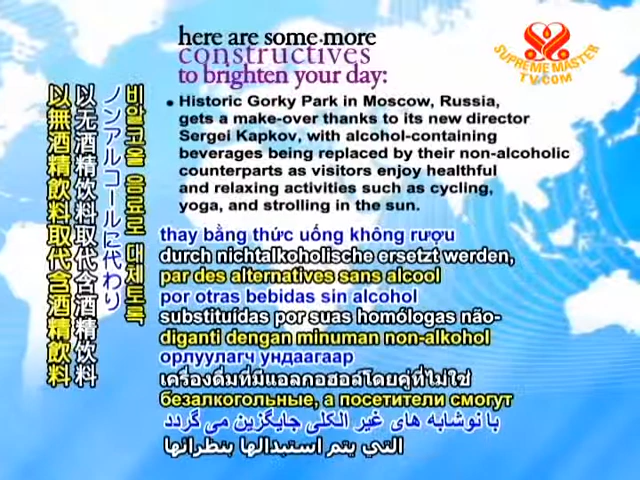 here are some more
constructives
to brighten your day:
SUPREME MASTER
TV.COM
• Historic Gorky Park in Moscow, Russia,
gets a make-over thanks to its new director
Sergei Kapkov, with alcohol-containing
beverages being replaced by their non-alcoholic
counterparts as visitors enjoy healthful
and relaxing activities such as cycling,
yoga, and strolling in the sun.
以無酒精飲料取代含酒精飲料
以无酒精饮料取代含酒精饮料
ノンアルコールに代わり
비알코올 음료로 대체토록
thay bằng thức uống không rượu
durch nichtalkoholische ersetzt werden,
par des alternatives sans alcool
por otras bebidas sin alcohol
substituídas por suas homólogas não-
diganti dengan minuman non-alkohol
орлуулагч ундаагаар
เครื่องดื่มที่มีแอลกอฮอล์โดยคู่ที่ไม่ใช่
безалкогольные, а посетители смогут
با نوشابه های غیر الکلی جایگزین می گردد
التي يتم استبدالها بنظرائها